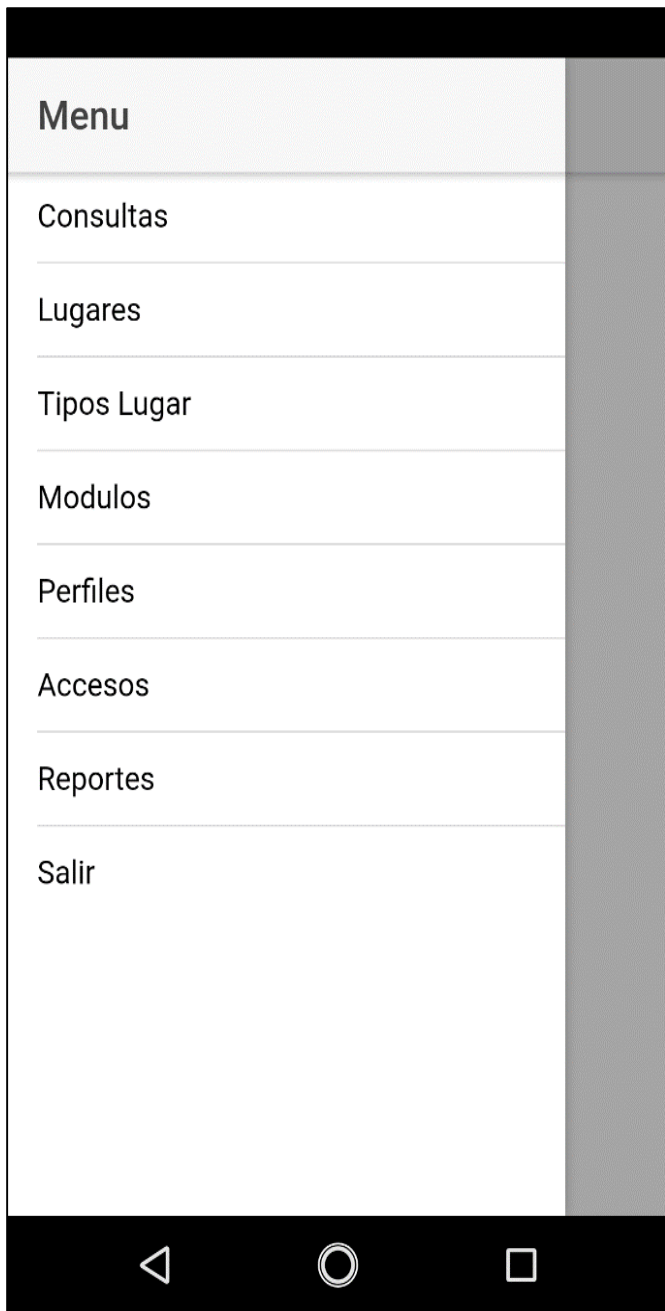 Menu
Consultas
Lugares
Tipos Lugar
Modulos
Perfiles
Accesos
Reportes
Salir